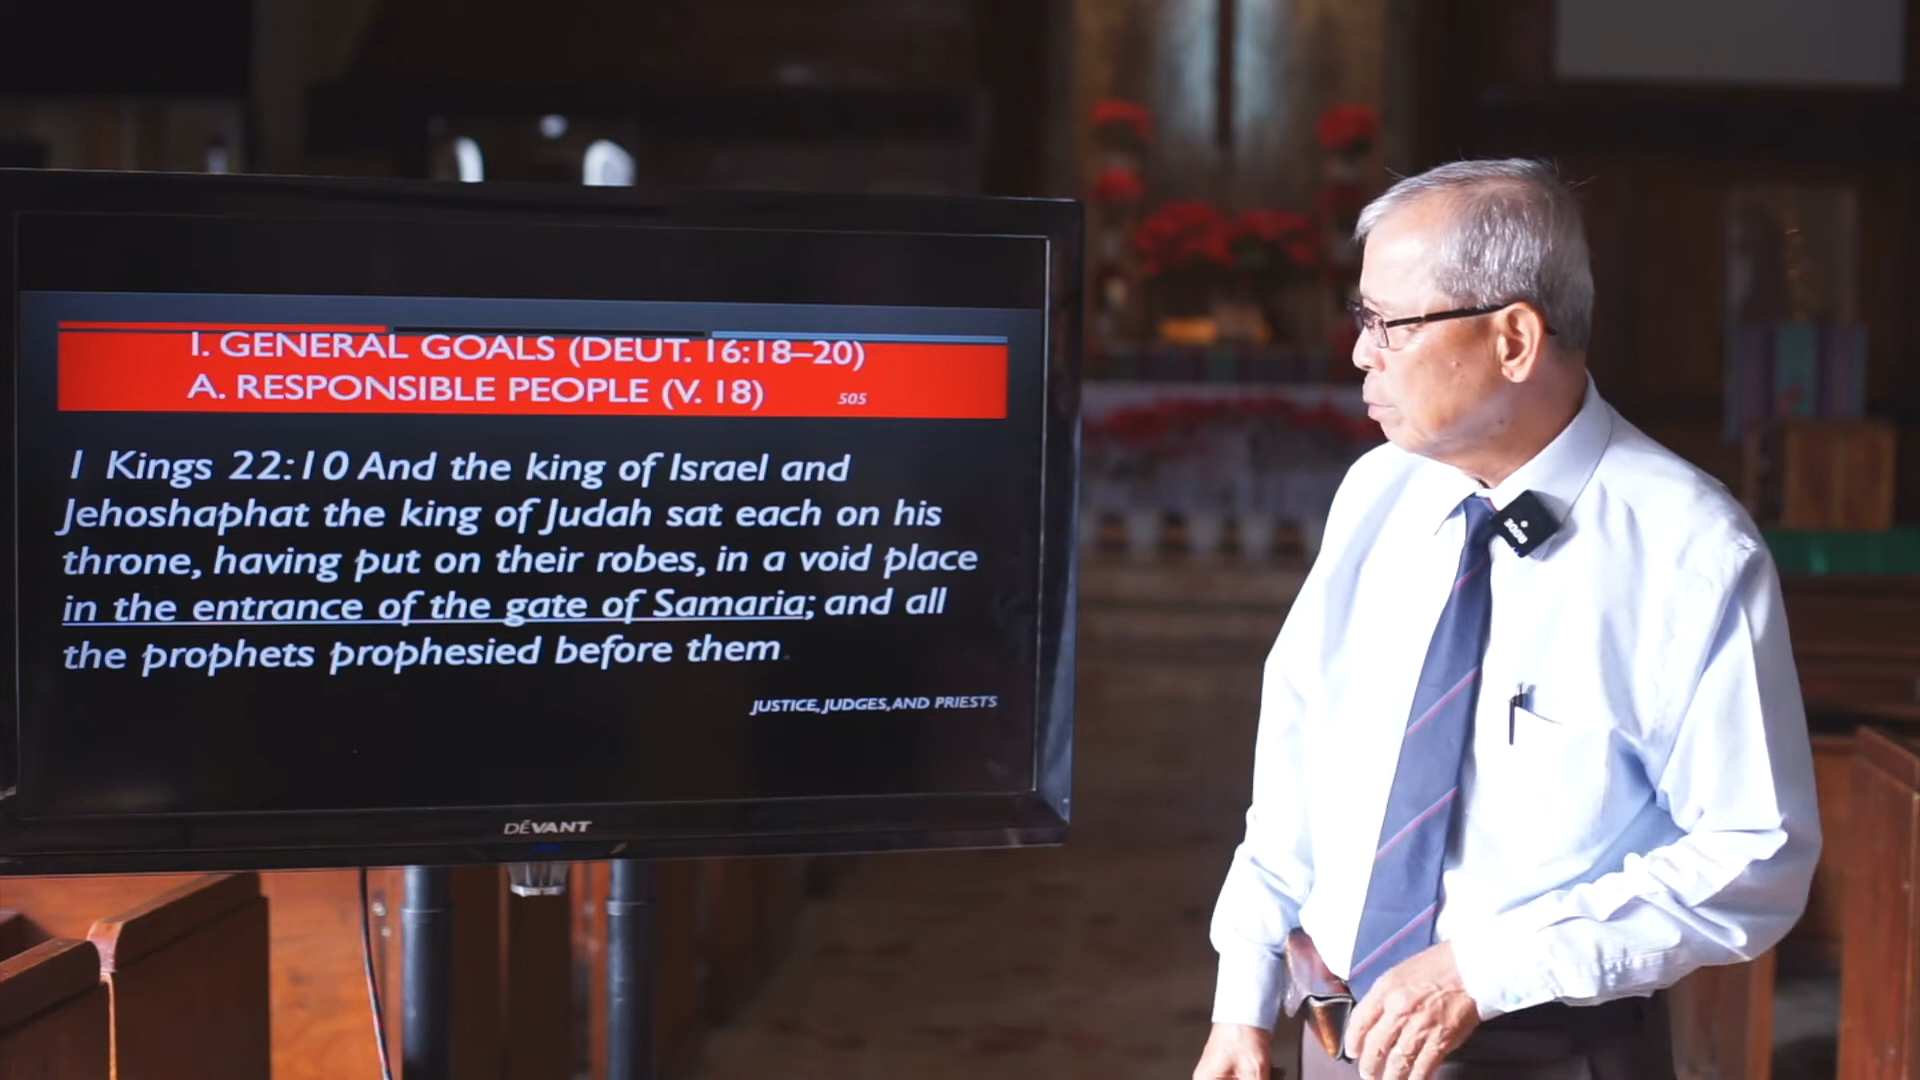 I. GENERAL GOALS (DEUT. 16:18–20)
A. RESPONSIBLE PEOPLE (V. 18) 505
1 Kings 22:10 And the king of Israel and
Jehoshaphat the king of Judah sat each on his
throne, having put on their robes, in a void place
in the entrance of the gate of Samaria; and all
the prophets prophesied before them.
JUSTICE, JUDGES, AND PRIESTS
DEVANT